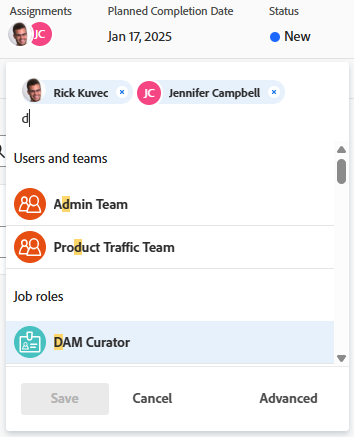 Assignments Planned Completion Date Status
JC Jan 17, 2025 New
Rick Kuvec × JC Jennifer Campbell ×
d
Users and teams
Admin Team
Product Traffic Team
Job roles
DAM Curator
Save Cancel Advanced